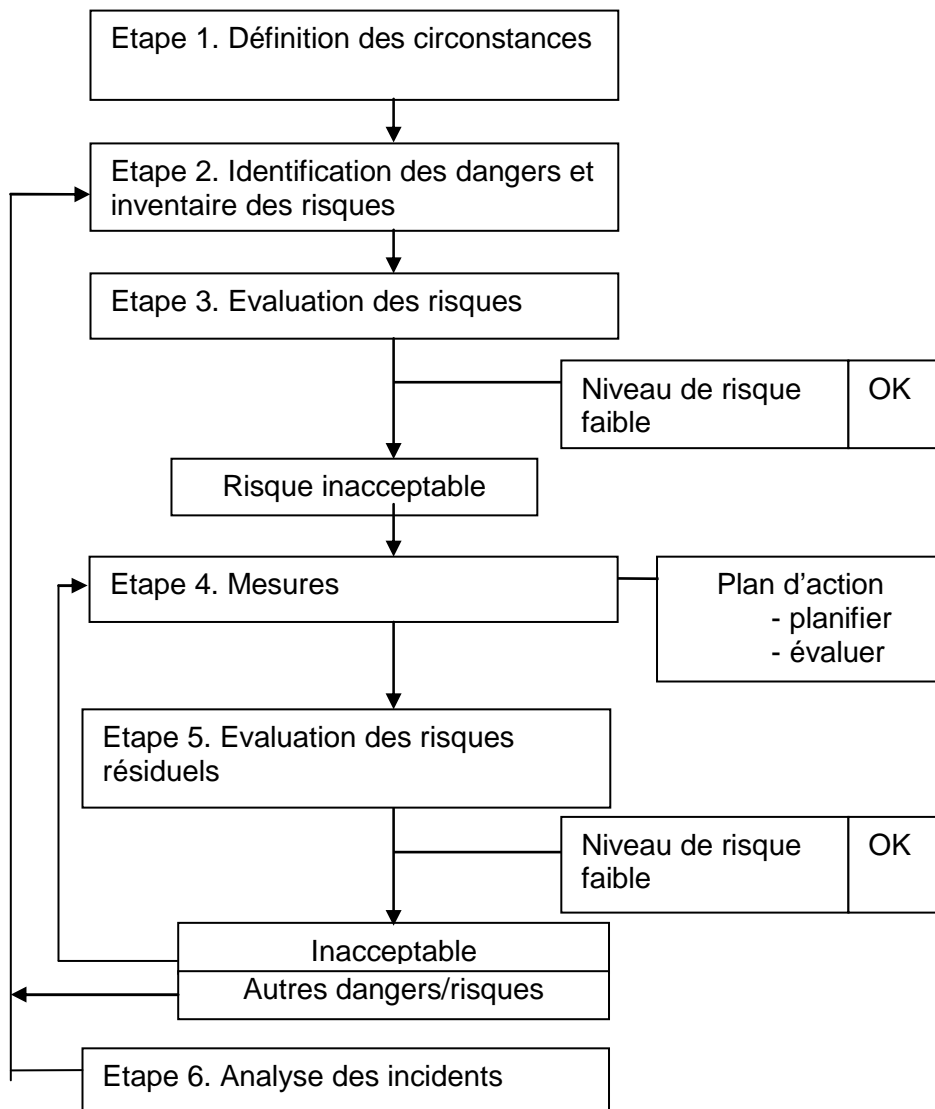 Etape 1. Définition des circonstances
Etape 2. Identification des dangers et
inventaire des risques
Etape 3. Evaluation des risques
Niveau de risque
faible
OK
Risque inacceptable
Etape 4. Mesures
Plan d’action
- planifier
- évaluer
Etape 5. Evaluation des risques
résiduels
Niveau de risque
faible
OK
Inacceptable
Autres dangers/risques
Etape 6. Analyse des incidents